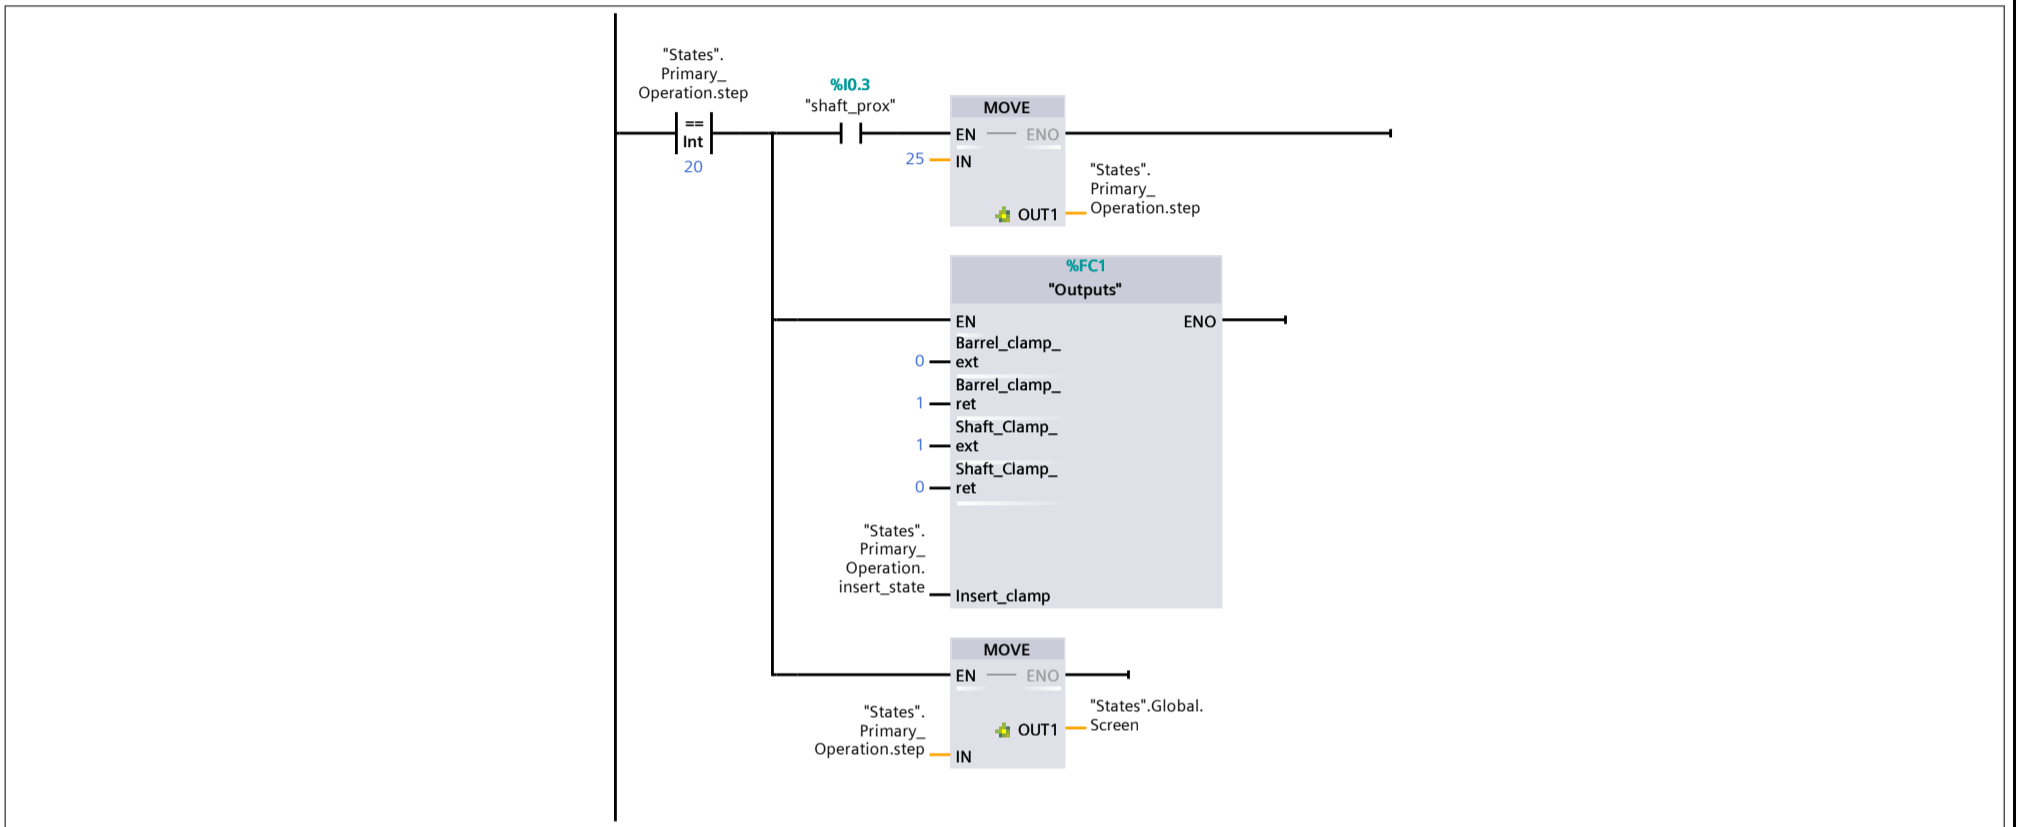 "States".
Primary_
Operation.step
==
Int
20
%I0.3
"shaft_prox"
MOVE
EN
ENO
25
IN
OUT1
"States".
Primary_
Operation.step
%FC1
"Outputs"
EN
ENO
0
Barrel_clamp_
ext
1
Barrel_clamp_
ret
1
Shaft_Clamp_
ext
0
Shaft_Clamp_
ret
"States".
Primary_
Operation.
insert_state
Insert_clamp
MOVE
EN
ENO
"States".
Primary_
Operation.step
IN
OUT1
"States".Global.
Screen